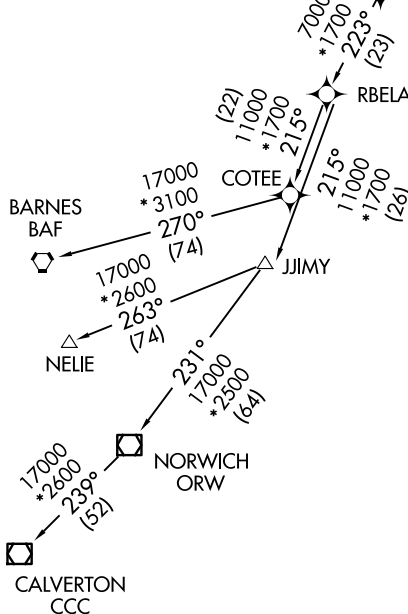 7000
*1700
223°
(23)
RBELA
(22)
11000
*1700
215°
215°
11000
*1700
(26)
COTEE
17000
*3100
270°
(74)
BARNES
BAF
JJIMY
17000
*2600
263°
(74)
NELIE
231°
17000
*2500
(64)
NORWICH
ORW
17000
*2600
239°
(52)
CALVERTON
CCC